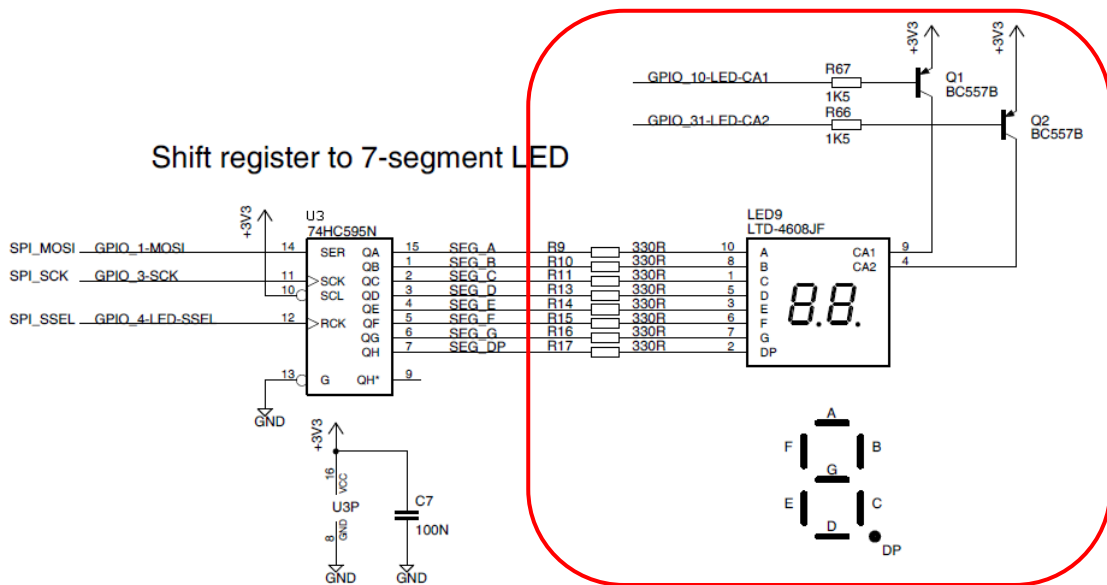 +3V3
+3V3
GPIO_10-LED-CA1
R67
1K5
Q1
BC557B
GPIO_31-LED-CA2
R66
1K5
Q2
BC557B
Shift register to 7-segment LED
+3V3
U3
74HC595N
LED9
LTD-4608JF
SPI_MOSI GPIO_1-MOSI 14 SER QA 15 SEG_A R9 330R 10 A CA1 9
QB 1 SEG_B R10 330R 8 B CA2 4
SPI_SCK GPIO_3-SCK 11 SCK QC 2 SEG_C R11 330R 1 C
10 SCL QD 3 SEG_D R13 330R 5 D
QE 4 SEG_E R14 330R 3 E
SPI_SSEL GPIO_4-LED-SSEL 12 RCK QF 5 SEG_F R15 330R 6 F
QG 6 SEG_G R16 330R 7 G
QH 7 SEG_DP R17 330R 2 DP
8.8.
13 G QH* 9
GND
+3V3
16 VCC
U3P
8 GND
GND
C7
100N
GND
A
F B
G
E C
D
DP